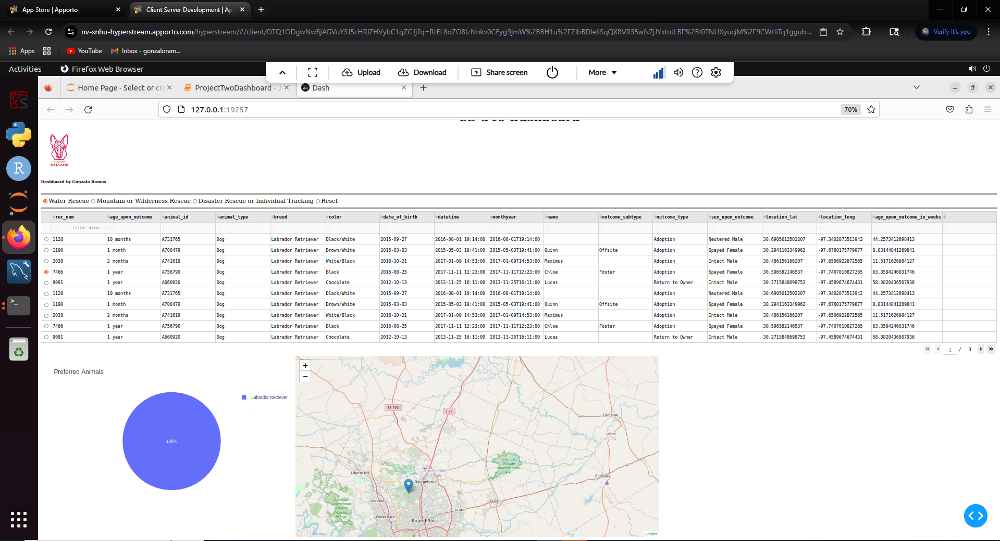 App Store | Apporto
Client Server Development | Ap
nv-snhu-hyperstream.apporto.com/hyperstream/#/client/
Verify it's you
Apps
YouTube
Inbox - gonzaloram...
Activities
Firefox Web Browser
Upload
Download
Share screen
More
Home Page - Select or cre
ProjectTwoDashboard - J
Dash
127.0.0.1:19257
70%
GRAZIOSO
SALVARE
Dashboard by Gonzalo Ramos
Water Rescue Mountain or Wilderness Rescue Disaster Rescue or Individual Tracking Reset
rec_num age_upon_outcome animal_id animal_type breed color date_of_birth datetime monthyear name outcome_subtype outcome_type sex_upon_outcome location_lat location_long age_upon_outcome_in_weeks
filter data...
1128 10 months A731765 Dog Labrador Retriever Black/White 2015-09-27 2016-08-01 19:14:00 2016-08-01T19:14:00 Adoption Neutered Male 30.6905012502207 -97.3402073513943 44.2573412698413
1190 1 month A700479 Dog Labrador Retriever Brown/White 2015-03-03 2015-05-03 19:41:00 2015-05-03T19:41:00 Quinn Offsite Adoption Spayed Female 30.2941163349962 -97.6760175779877 8.83144841269841
2038 2 months A741619 Dog Labrador Retriever White/Black 2016-10-21 2017-01-09 14:53:00 2017-01-09T14:53:00 Maximus Adoption Intact Male 30.486156166207 -97.6506922872565 11.5171626984127
7466 1 year A756790 Dog Labrador Retriever Black 2016-08-25 2017-11-11 12:23:00 2017-11-11T12:23:00 Chloe Foster Adoption Spayed Female 30.596582146537 -97.7407010827265 63.3594246031746
9091 1 year A660920 Dog Labrador Retriever Chocolate 2012-10-13 2013-11-25 16:11:00 2013-11-25T16:11:00 Lucas Return to Owner Intact Male 30.2715848698753 -97.4589674674431 58.3820436507936
1128 10 months A731765 Dog Labrador Retriever Black/White 2015-09-27 2016-08-01 19:14:00 2016-08-01T19:14:00 Adoption Neutered Male 30.6905012502207 -97.3402073513943 44.2573412698413
1190 1 month A700479 Dog Labrador Retriever Brown/White 2015-03-03 2015-05-03 19:41:00 2015-05-03T19:41:00 Quinn Offsite Adoption Spayed Female 30.2941163349962 -97.6760175779877 8.83144841269841
2038 2 months A741619 Dog Labrador Retriever White/Black 2016-10-21 2017-01-09 14:53:00 2017-01-09T14:53:00 Maximus Adoption Intact Male 30.486156166207 -97.6506922872565 11.5171626984127
7466 1 year A756790 Dog Labrador Retriever Black 2016-08-25 2017-11-11 12:23:00 2017-11-11T12:23:00 Chloe Foster Adoption Spayed Female 30.596582146537 -97.7407010827265 63.3594246031746
9091 1 year A660920 Dog Labrador Retriever Chocolate 2012-10-13 2013-11-25 16:11:00 2013-11-25T16:11:00 Lucas Return to Owner Intact Male 30.2715848698753 -97.4589674674431 58.3820436507936
1 / 3
Preferred Animals
Labrador Retriever
100%
+
−
TX 195
I 35
Cameron
Milam
County
Granger
Wildlife
Management
Area
Liberty Hill
Williamson
County
Georgetown
Rockdale
Balcones
Canyonlands
National
Wildlife
Refuge
Leander
Taylor
Hutto
Cedar Park
Round Rock
Lake Travis
Leaflet